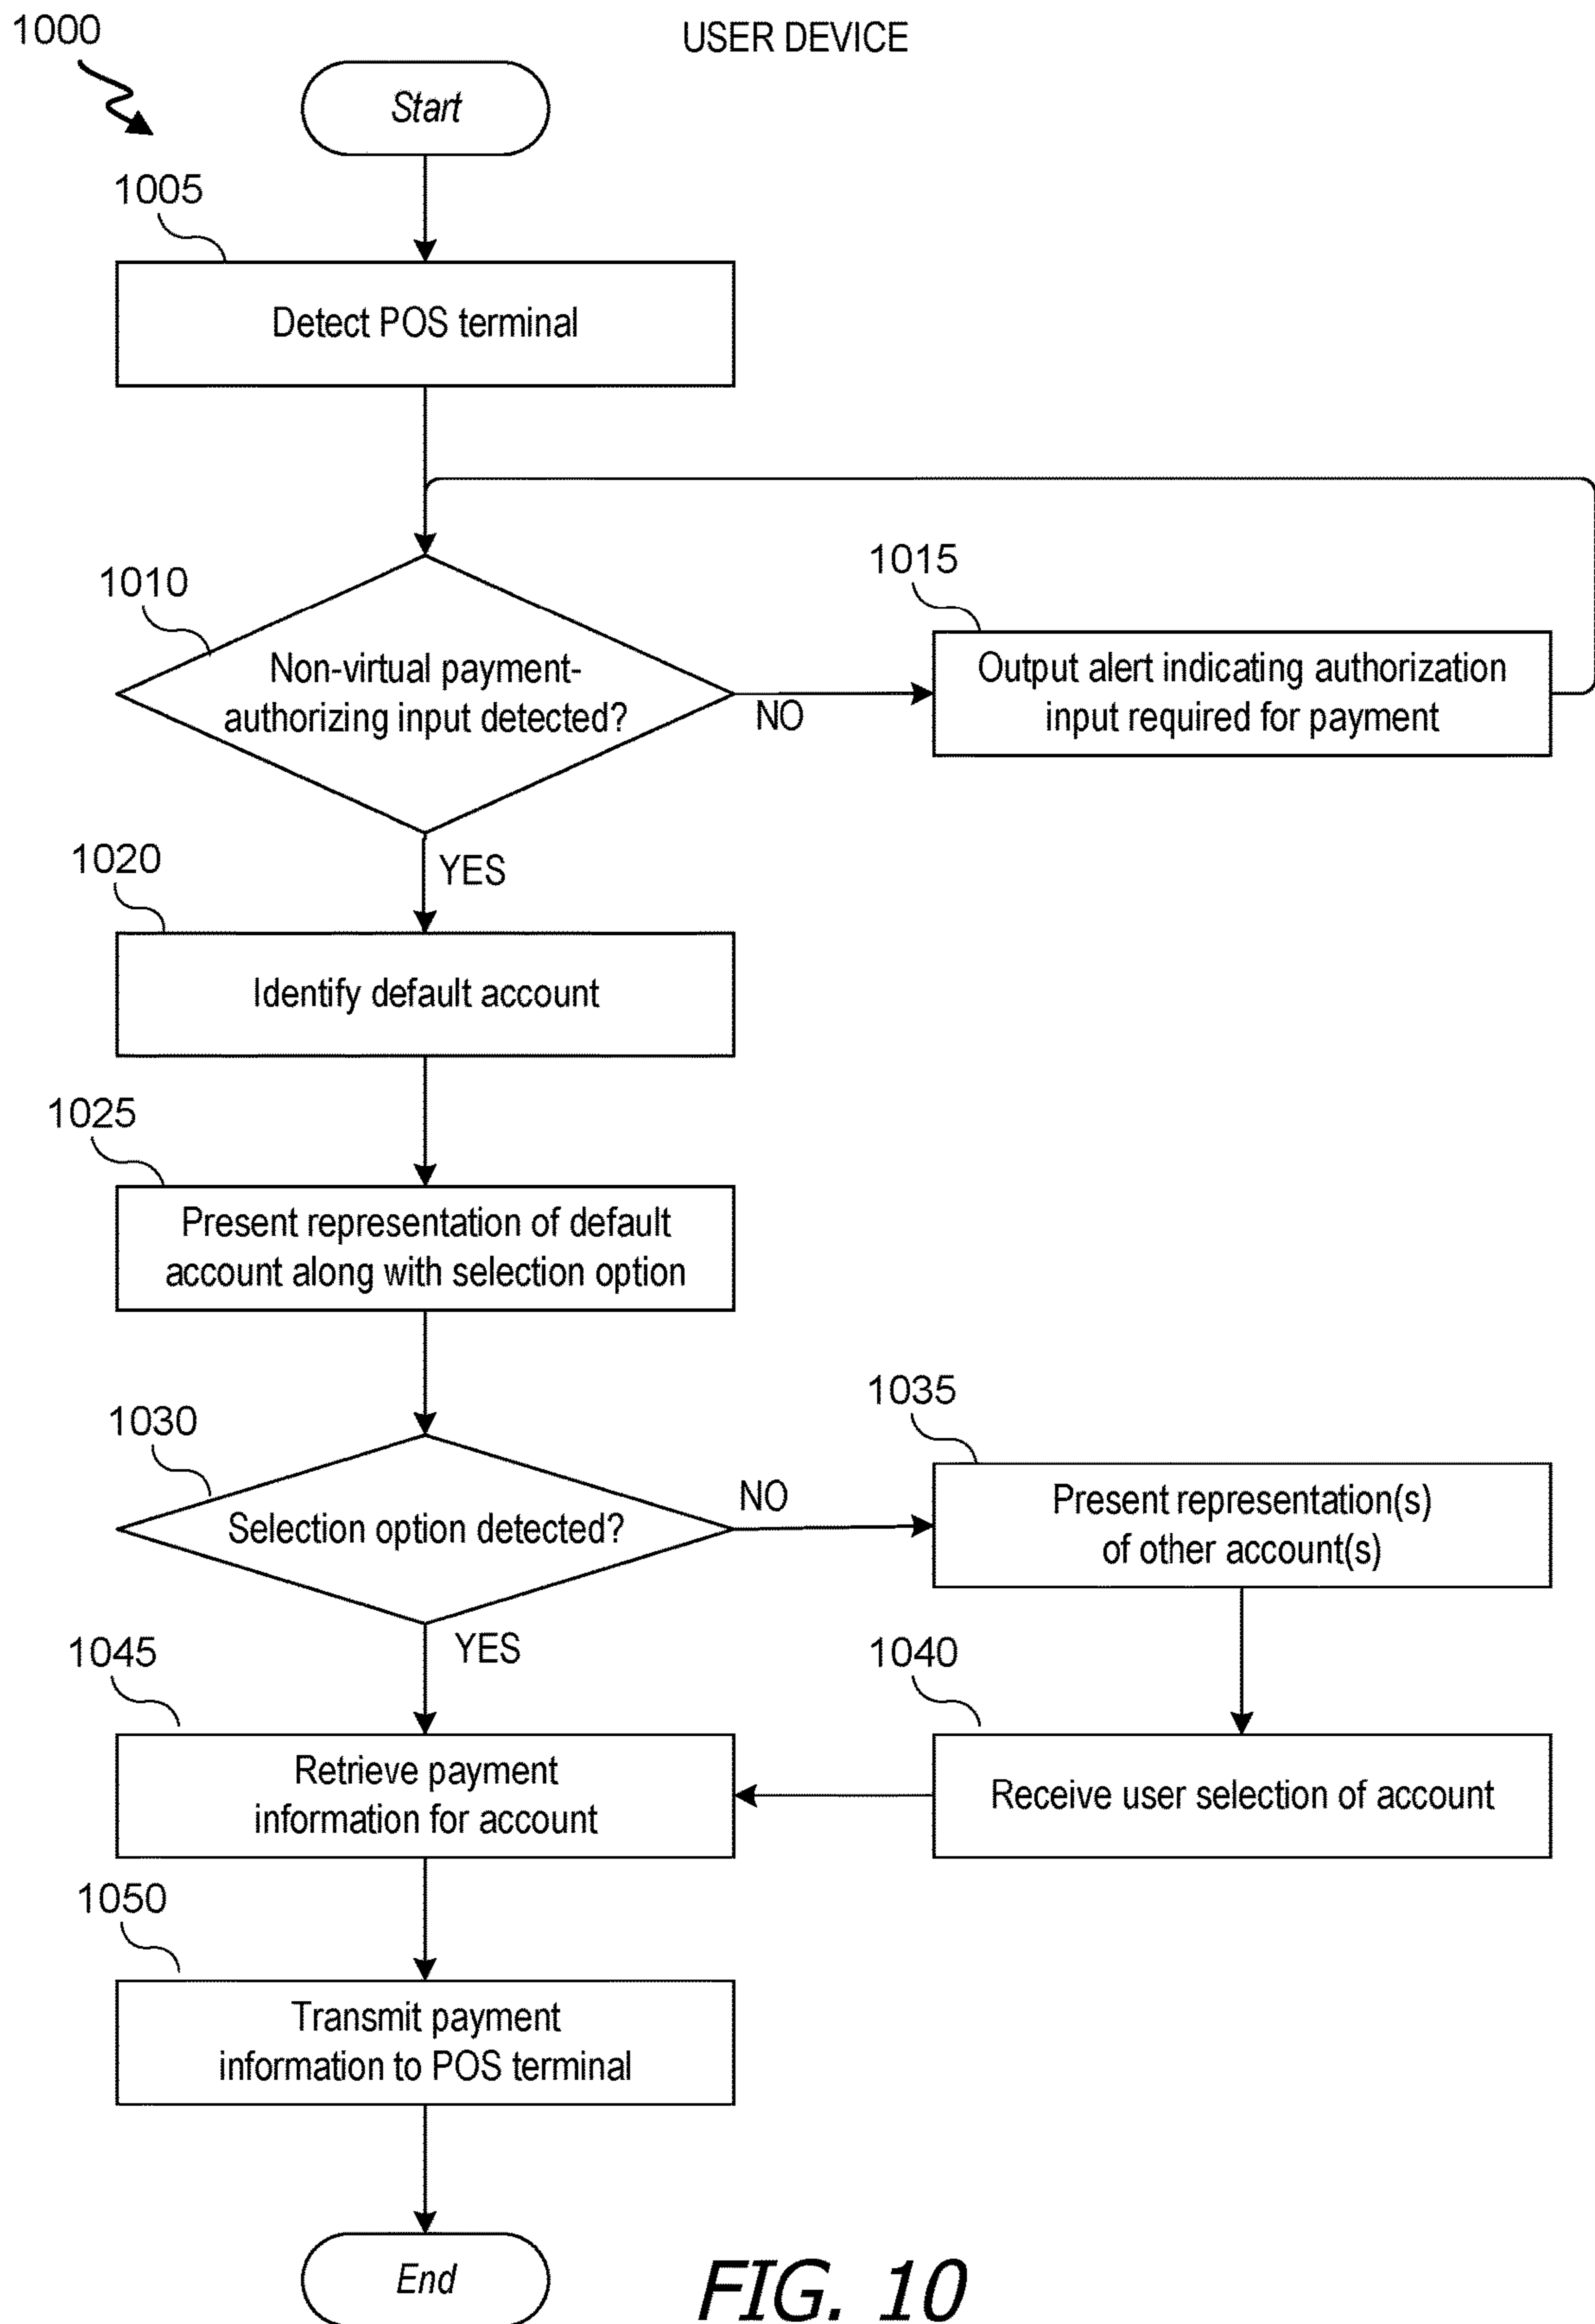 1000
USER DEVICE
Start
1005
Detect POS terminal
1010
Non-virtual payment-
authorizing input detected?
NO
1015
Output alert indicating authorization
input required for payment
YES
1020
Identify default account
1025
Present representation of default
account along with selection option
1030
Selection option detected?
NO
1035
Present representation(s)
of other account(s)
YES
1045
Retrieve payment
information for account
1040
Receive user selection of account
1050
Transmit payment
information to POS terminal
End
FIG. 10